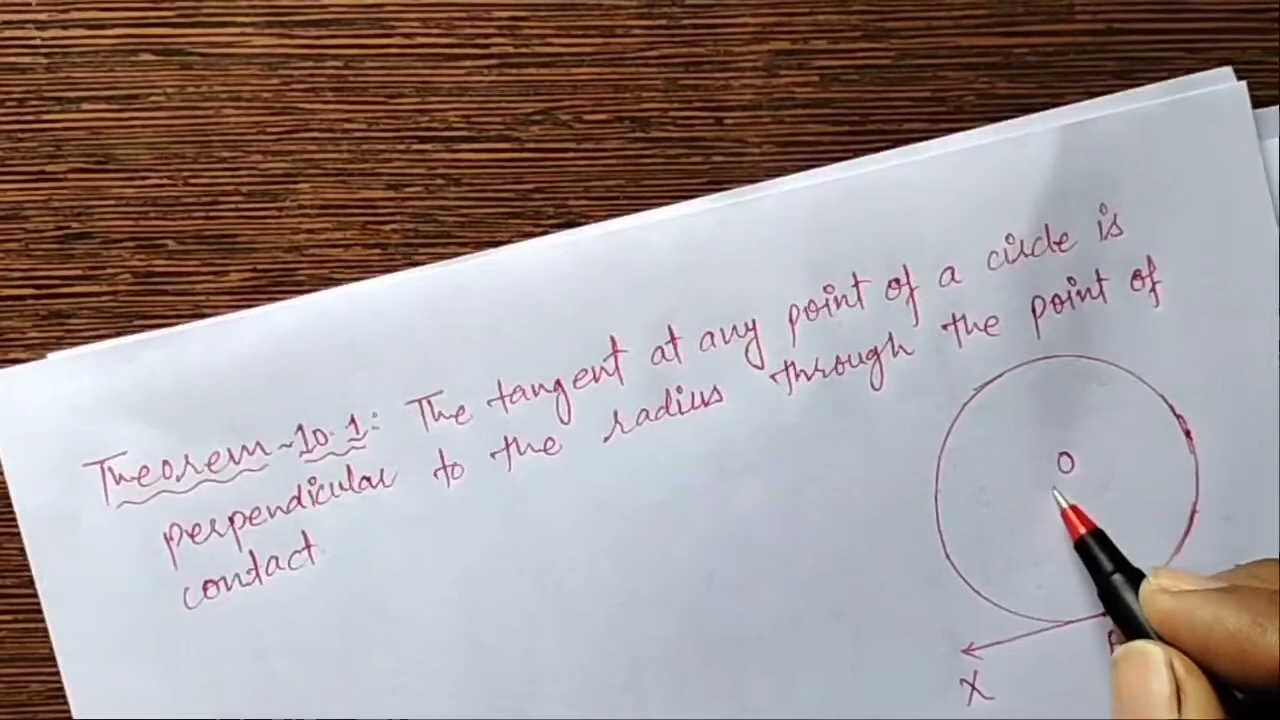 Theorem-10.1: The tangent at any point of a circle is
perpendicular to the radius through the point of
contact
O
X